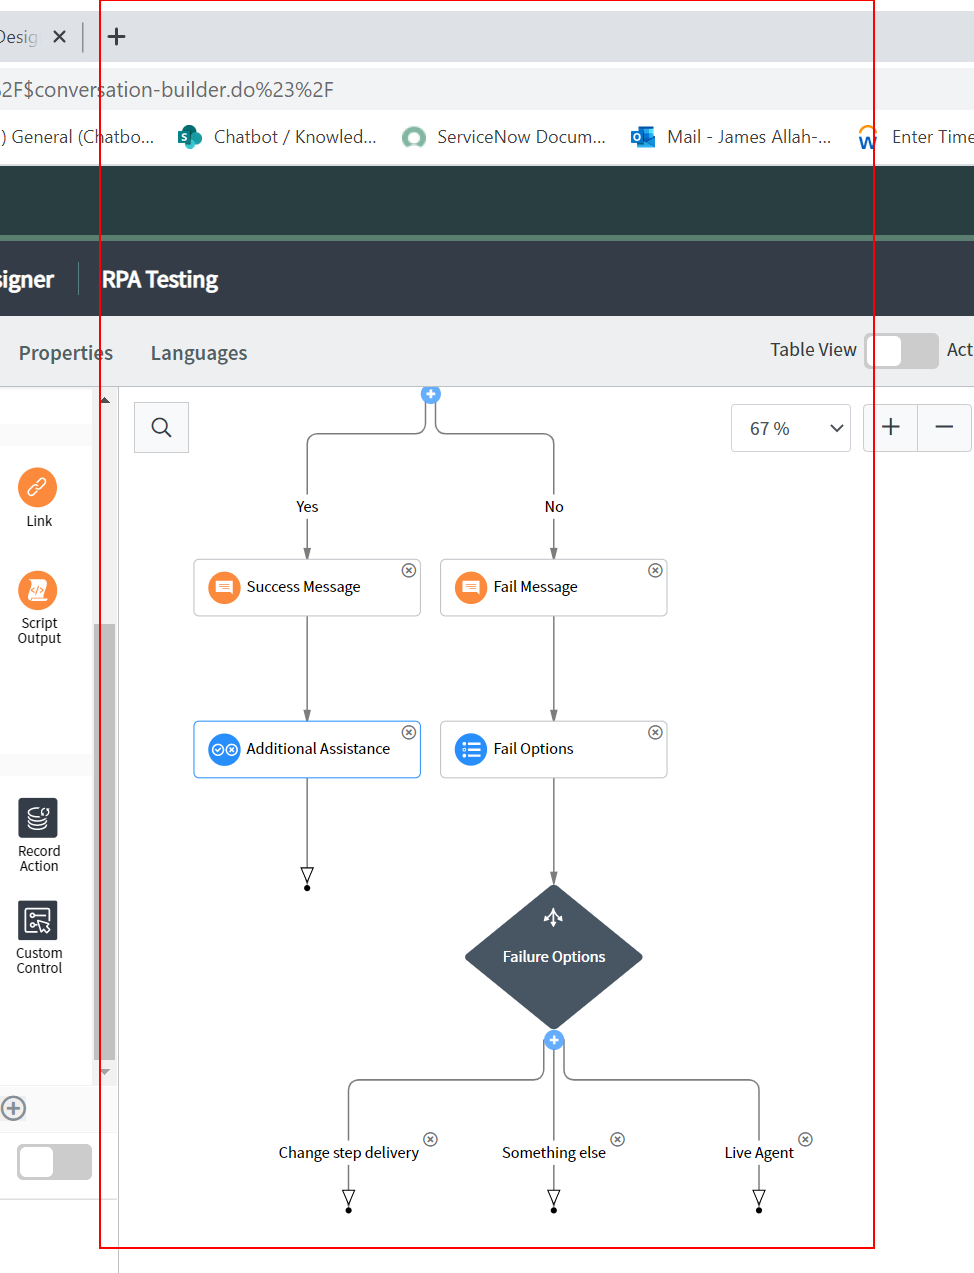 Desig
2F$conversation-builder.do%23%2F
) General (Chatbo... Chatbot / Knowled... ServiceNow Docum... Mail - James Allah-... Enter Time
signer RPA Testing
Properties Languages Table View Act
67 %
Link
Yes No
Success Message Fail Message
Script
Output
Additional Assistance Fail Options
Record
Action
Custom
Control
Failure Options
Change step delivery Something else Live Agent